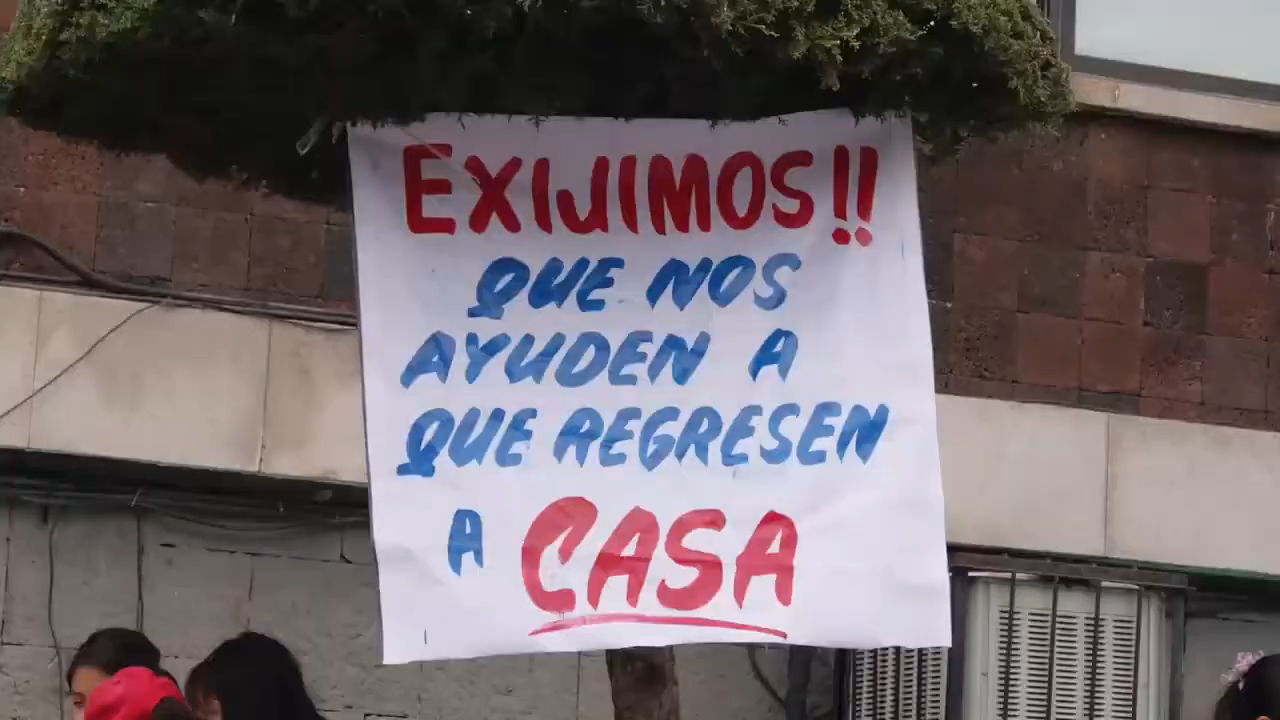 EXIJIMOS!!
QUE NOS
AYUDEN A
QUE REGRESEN
A CASA